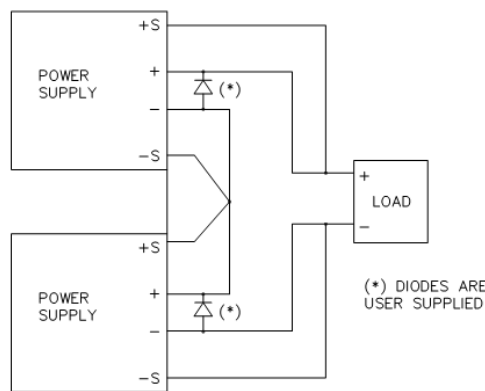 +S
POWER
SUPPLY
+
(*)
−
−S
+S
+
LOAD
−
POWER
SUPPLY
+
(*)
−
−S
(*) DIODES ARE
USER SUPPLIED